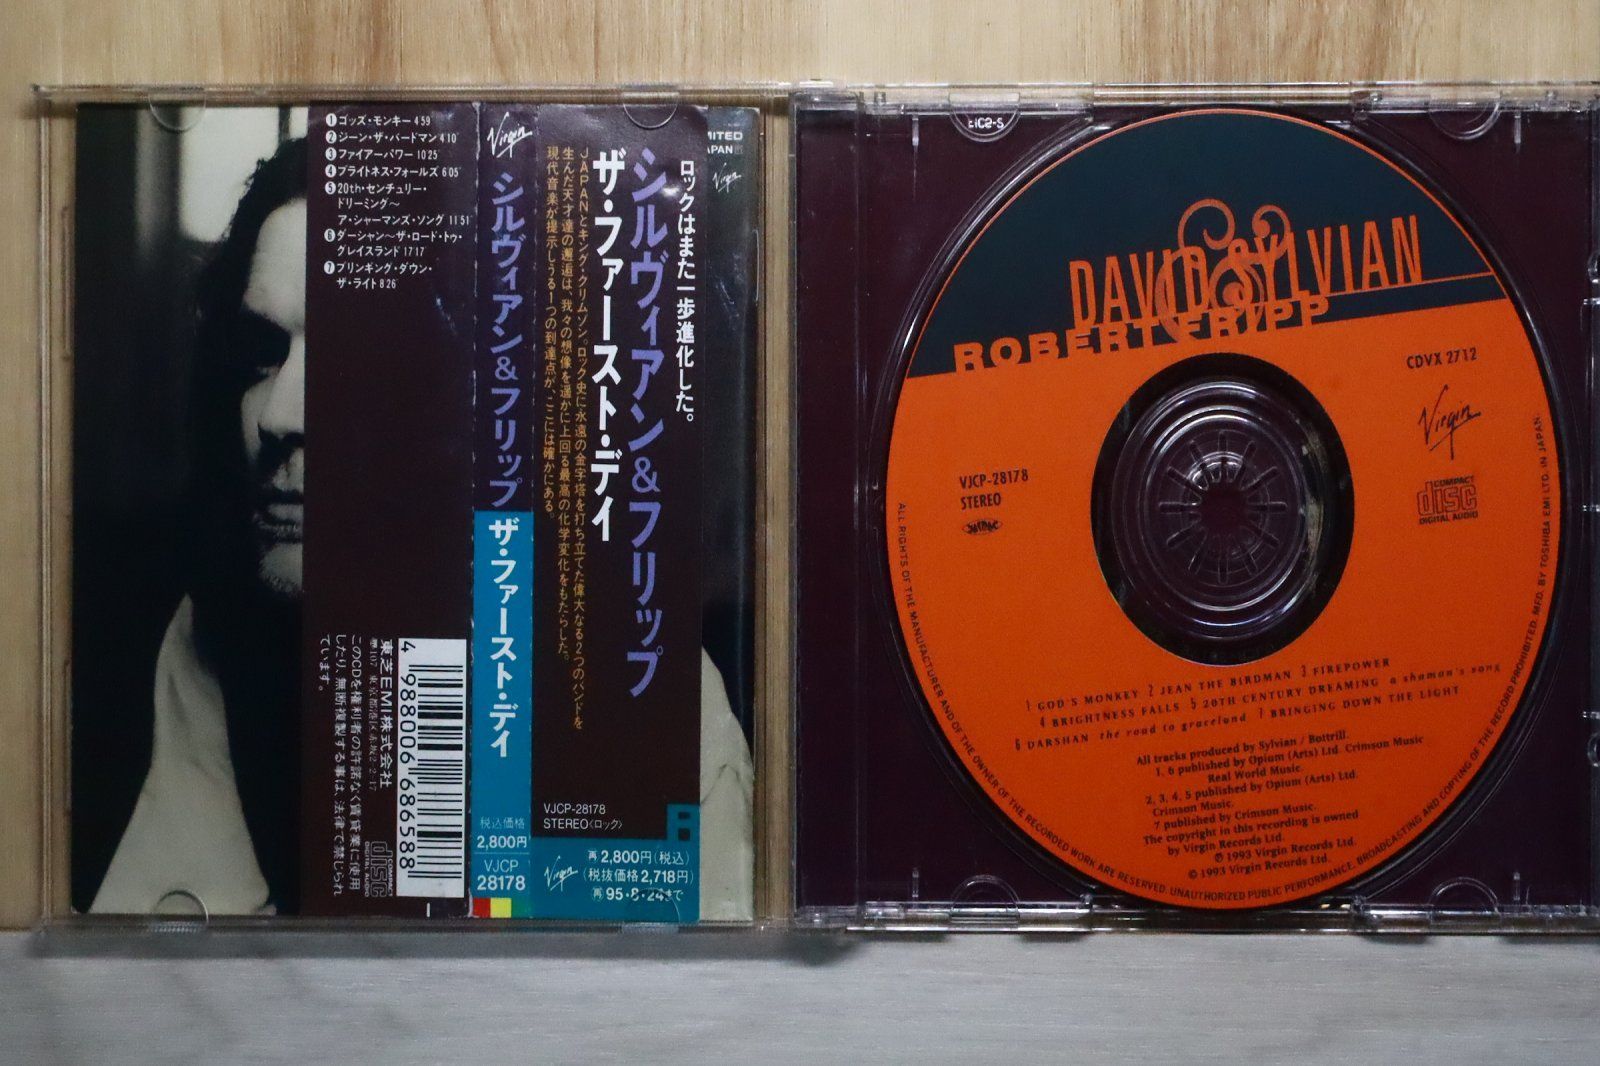 ❶ゴッズ・モンキー 4 59
❷ジーン・ザ・バードマン 4 10
❸ファイアーパワー 10 25
❹ブライトネス・フォールズ 6 05
❺20th・センチュリー・
ドリーミング〜
ア・シャーマンズ・ソング 11 51
❻ダーシャン〜ザ・ロード・トゥ・
グレイスランド 17 17
❼ブリンギング・ダウン・
ザ・ライト 8 26
4 988006 686588
東芝EMI株式会社
〒107 東京都港区赤坂2-2-17
このCDを権利者の許諾なく賃貸業に使用
したり、無断複製する事は、法律で禁じられ
ています。
COMPACT
disc
DIGITAL AUDIO
Virgin
シルヴィアン&フリップ
ザ・ファースト・デイ
税込価格
2,800円
VJCP
28178
ロックはまた一歩進化した。
シルヴィアン&フリップ
ザ・ファースト・デイ
JAPANとキング・クリムゾン。ロック史に永遠の金字塔を打ち立てた偉大なる2つのバンドを
生んだ天才達の邂逅は、我々の想像を遥かに上回る最高の化学変化をもたらした。
現代音楽が提示しうる1つの到達点が、ここには確かにある。
VJCP-28178
STEREO〈ロック〉
Virgin
再 2,800円(税込)
(税抜価格2,718円)
再 95・8・24まで
MITED
APAN
Virgin
DAVID SYLVIAN
&
ROBERT FRIPP
CDVX 2712
Virgin
VJCP-28178
STEREO
JASRAC
COMPACT
disc
DIGITAL AUDIO
1 GOD'S MONKEY 2 JEAN THE BIRDMAN 3 FIREPOWER
4 BRIGHTNESS FALLS 5 20TH CENTURY DREAMING a shaman's song
6 DARSHAN the road to graceland 7 BRINGING DOWN THE LIGHT
All tracks produced by Sylvian / Bottrill.
1, 6 published by Opium (Arts) Ltd. Crimson Music
Real World Music.
2, 3, 4, 5 published by Opium (Arts) Ltd.
Crimson Music.
7 published by Crimson Music.
The copyright in this recording is owned
by Virgin Records Ltd.
℗ 1993 Virgin Records Ltd.
© 1993 Virgin Records Ltd.
ALL RIGHTS OF THE MANUFACTURER AND OF THE OWNER OF THE RECORDED WORK ARE RESERVED. UNAUTHORIZED PUBLIC PERFORMANCE, BROADCASTING AND COPYING OF THE RECORD PROHIBITED. MFD. BY TOSHIBA EMI LTD. IN JAPAN.